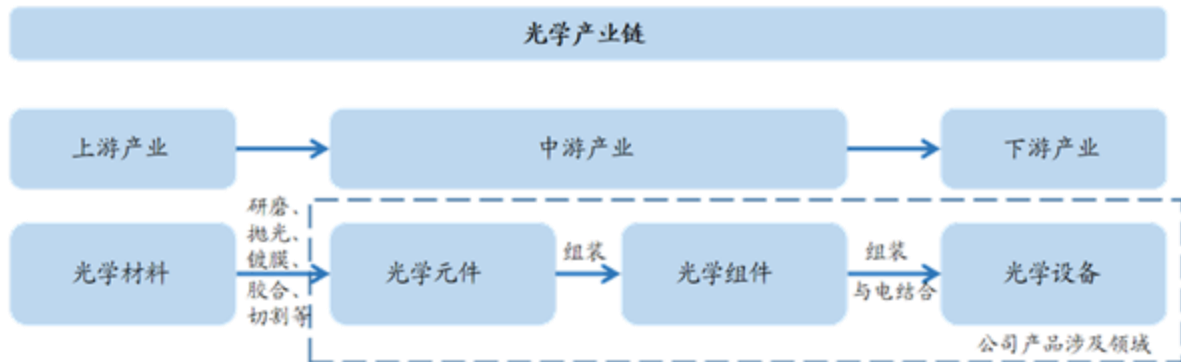 光学产业链
上游产业
中游产业
下游产业
光学材料
研磨、
抛光、
镀膜、
胶合、
切割等
光学元件
组装
光学组件
组装
与电结合
光学设备
公司产品涉及领域